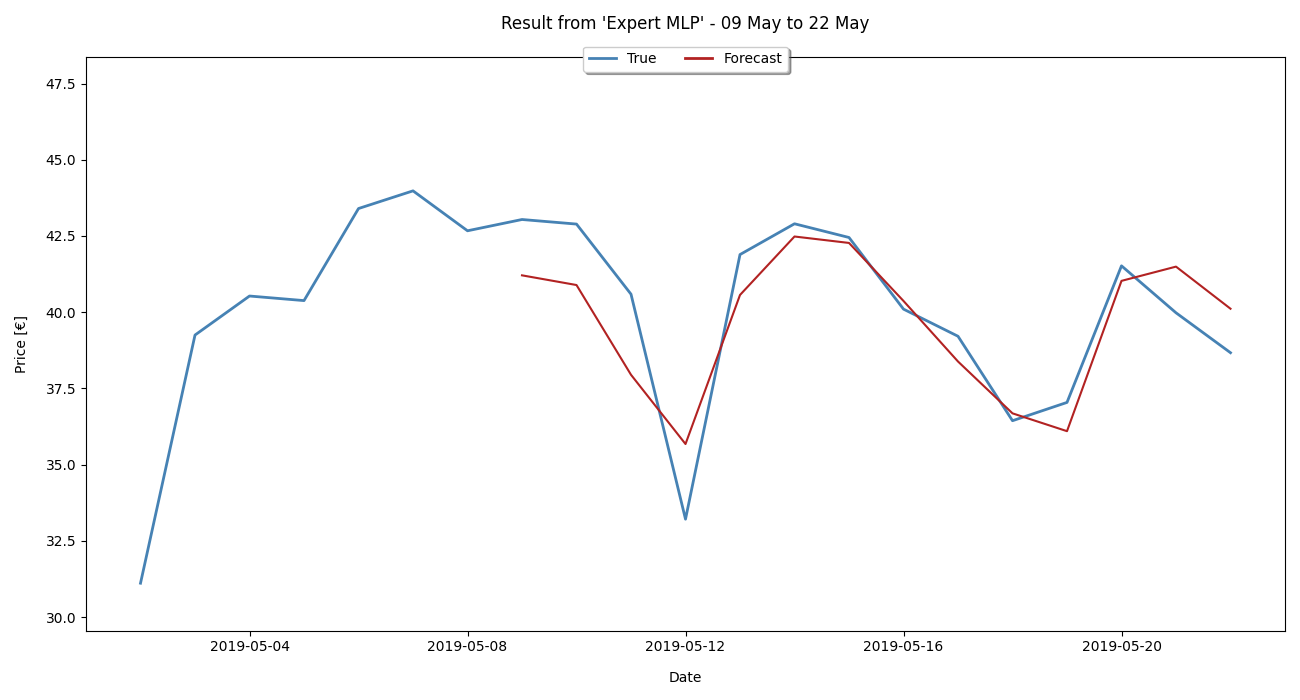 Result from 'Expert MLP' - 09 May to 22 May
True Forecast
47.5
45.0
42.5
40.0
37.5
35.0
32.5
30.0
Price [€]
2019-05-04 2019-05-08 2019-05-12 2019-05-16 2019-05-20
Date